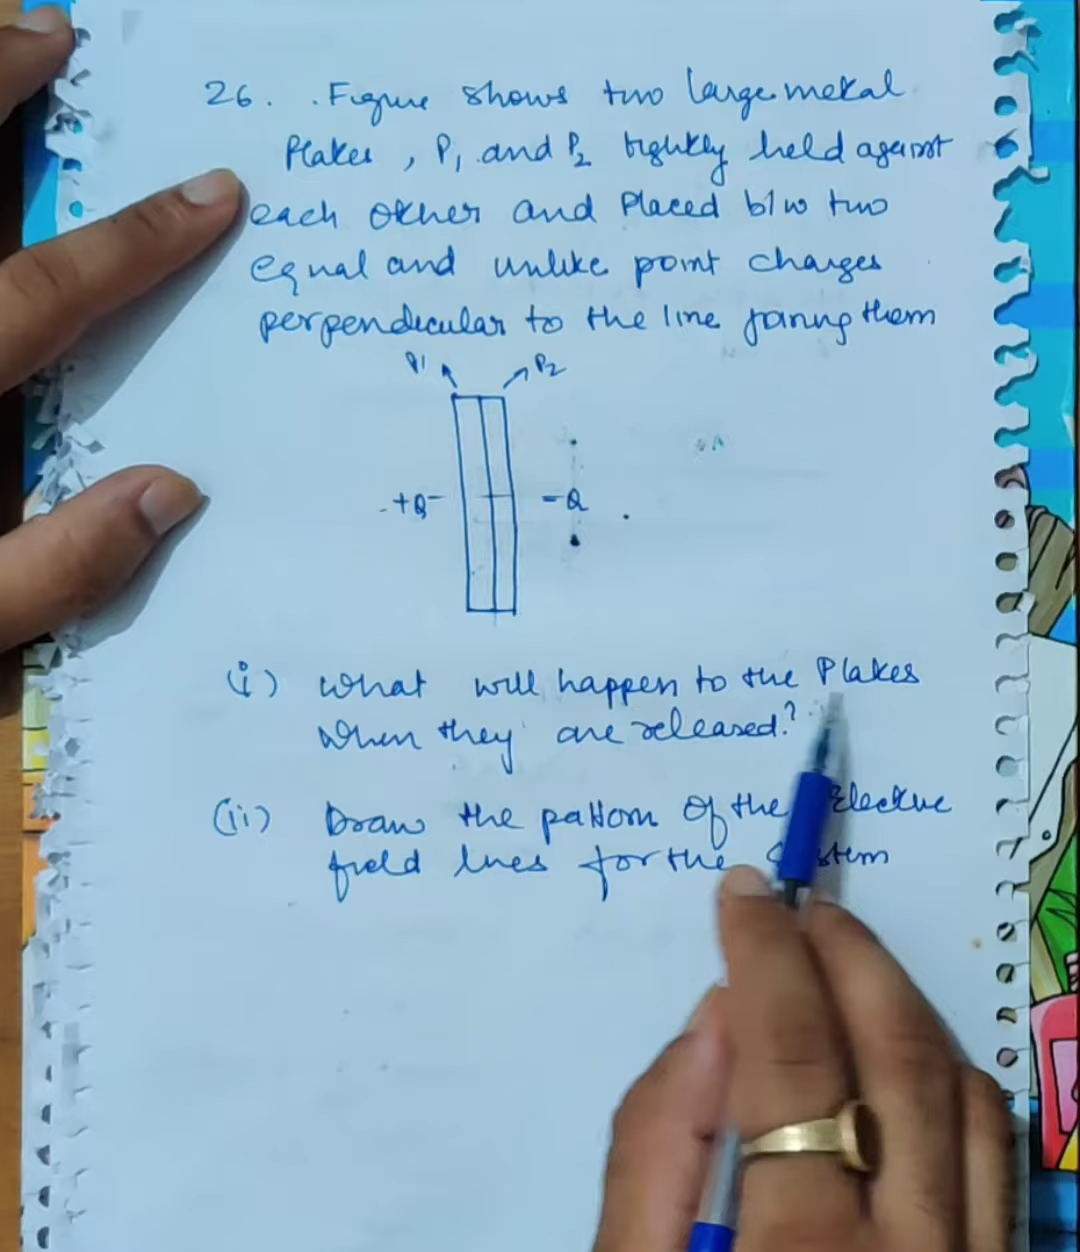 26. . Figure shows two large metal
Plates, P1 and P2 tightly held against
each other and Placed b/w two
equal and unlike point charges
perpendicular to the line joining them
P1 P2
+Q -Q
(i) What will happen to the Plates
when they are released?
(ii) Draw the pattern of the Electric
field lines for the